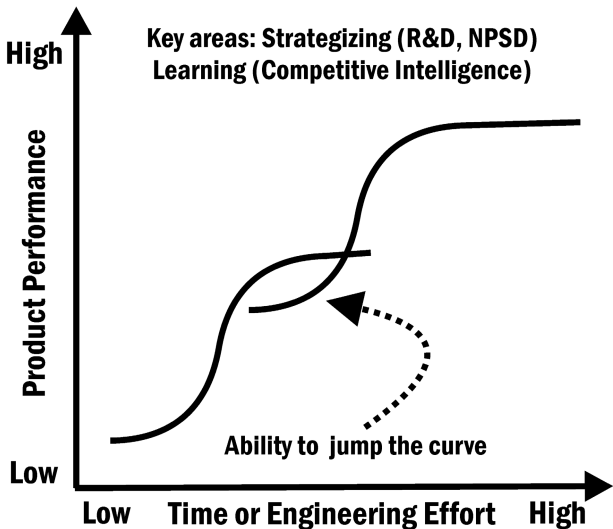 Key areas: Strategizing (R&D, NPSD)
Learning (Competitive Intelligence)
High
Product Performance
Ability to jump the curve
Low
Low Time or Engineering Effort High